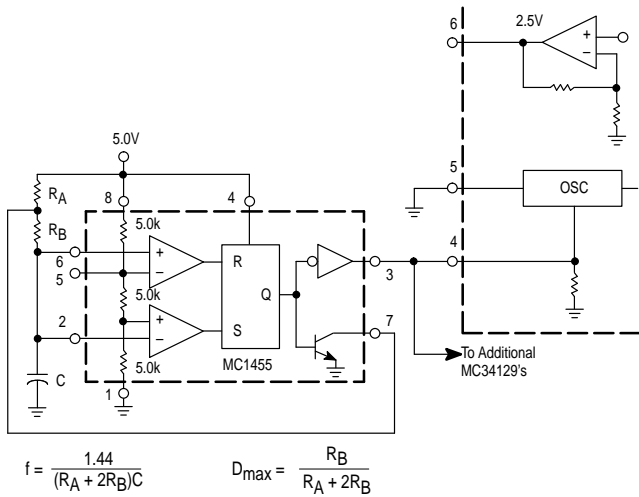 6
2.5V
+
−
5.0V
R_A
8
4
5
OSC
R_B
5.0k
6
+
−
R
5
5.0k
Q
3
4
2
+
−
S
7
5.0k
MC1455
C
1
To Additional
MC34129's
f = 1.44 / (R_A + 2R_B)C
D_max = R_B / R_A + 2R_B